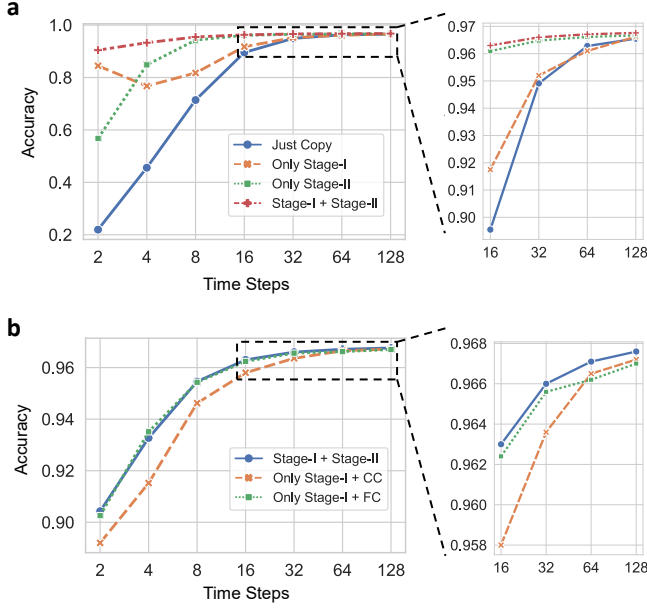 a
1.0
0.8
0.6
0.4
0.2
Accuracy
Just Copy
Only Stage-I
Only Stage-II
Stage-I + Stage-II
2 4 8 16 32 64 128
Time Steps
0.97
0.96
0.95
0.94
0.93
0.92
0.91
0.90
16 32 64 128
b
0.96
0.94
0.92
0.90
Accuracy
Stage-I + Stage-II
Only Stage-I + CC
Only Stage-I + FC
2 4 8 16 32 64 128
Time Steps
0.968
0.966
0.964
0.962
0.960
0.958
16 32 64 128